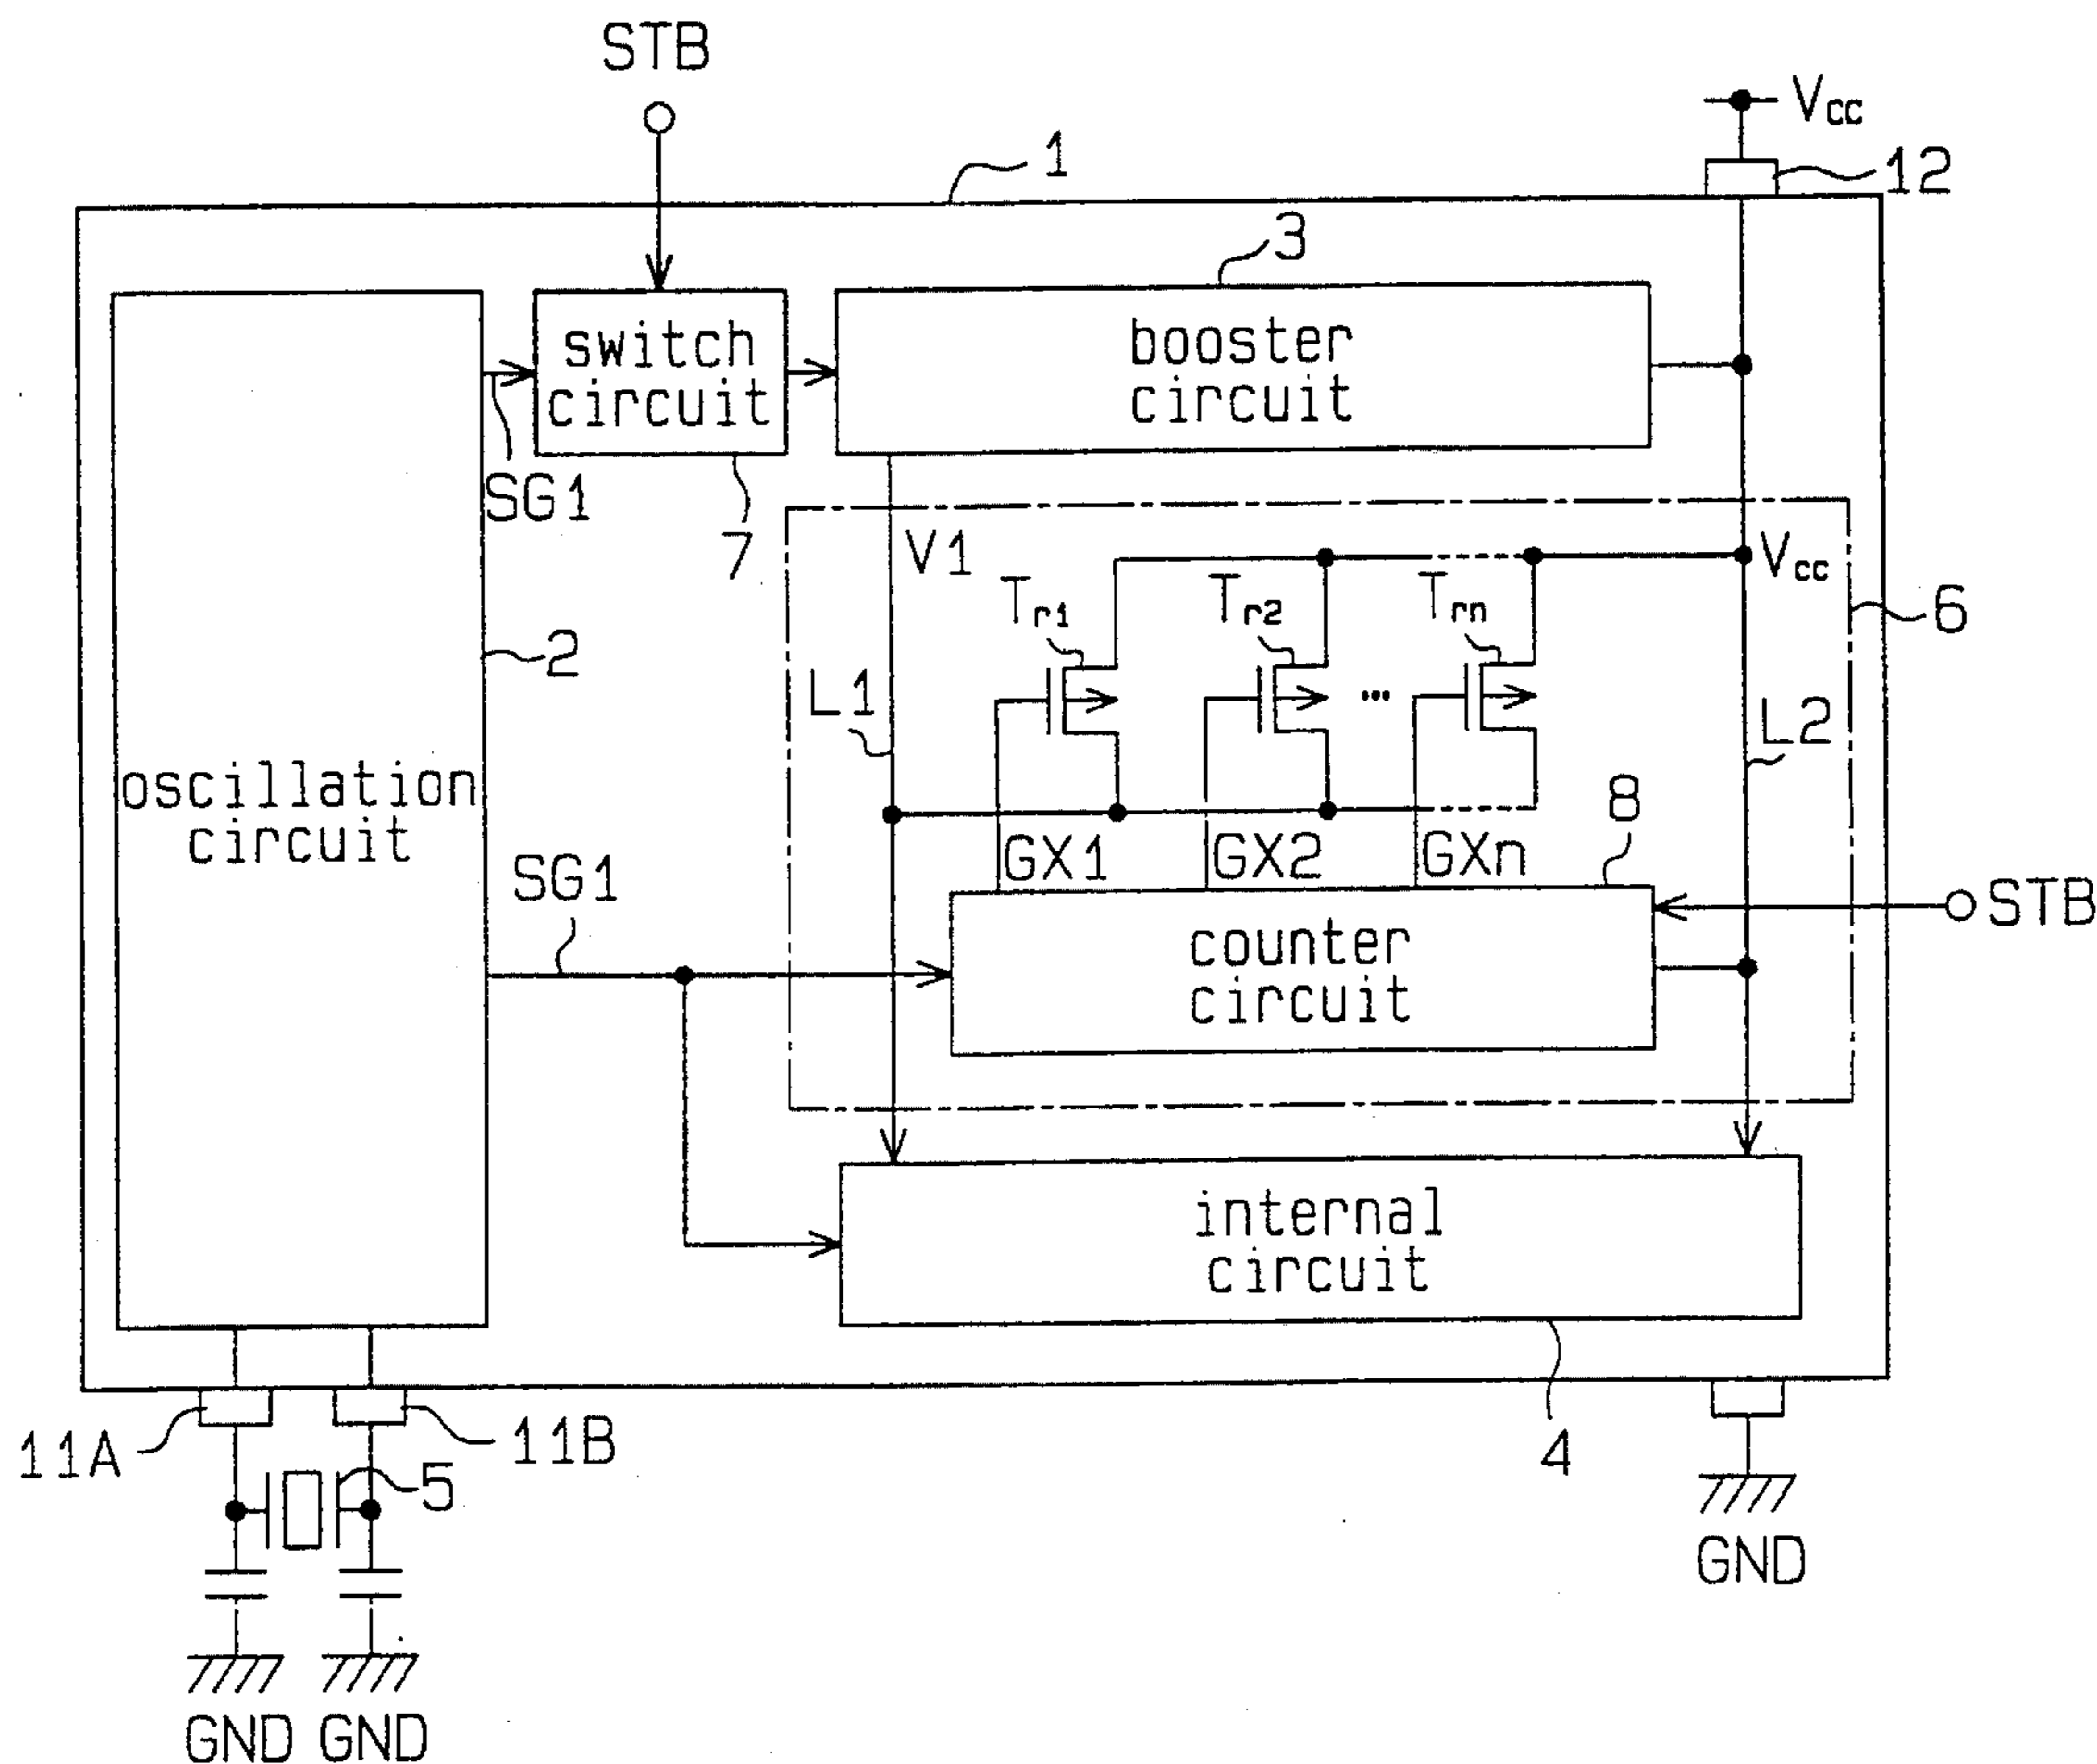 STB
Vcc
1
12
3
switch
circuit
booster
circuit
SG1
7
V1
Vcc
Tr1
Tr2
Trn
6
2
L1
...
L2
oscillation
circuit
8
GX1
GX2
GXn
SG1
STB
counter
circuit
internal
circuit
11A
11B
5
4
GND
GND
GND